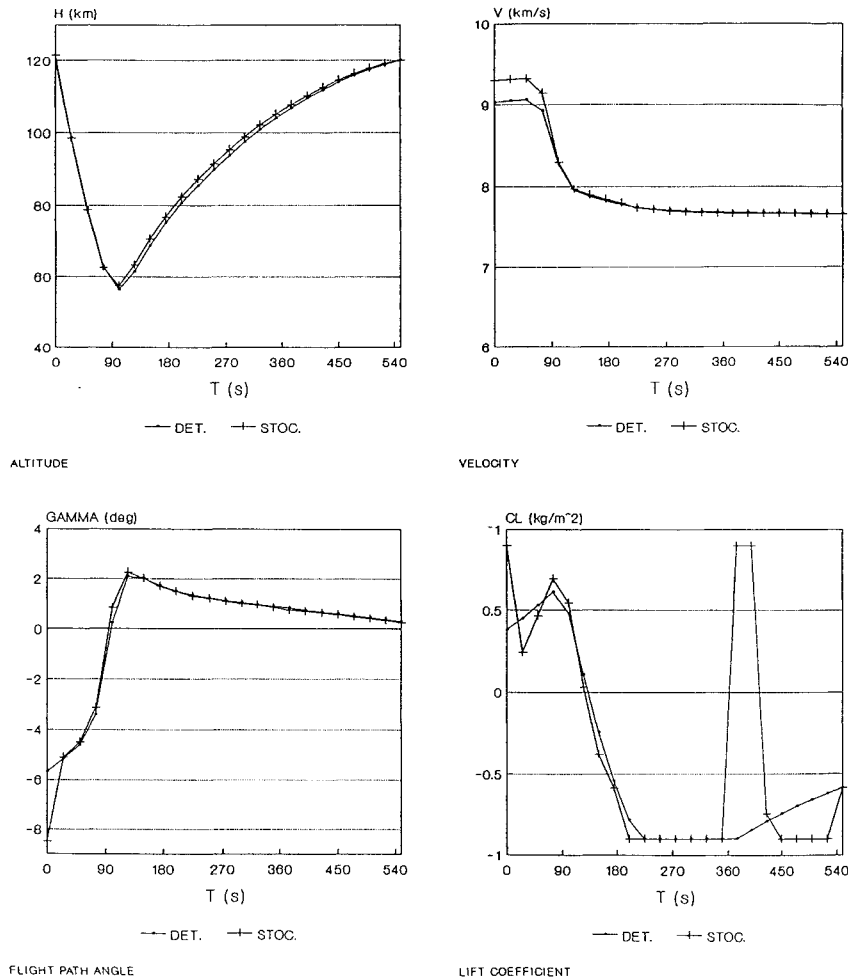 H (km)
120
100
80
60
40
0 90 180 270 360 450 540
T (s)
DET. STOC.
ALTITUDE
V (km/s)
10
9
8
7
6
0 90 180 270 360 450 540
T (s)
DET. STOC.
VELOCITY
GAMMA (deg)
4
2
0
-2
-4
-6
-8
0 90 180 270 360 450 540
T (s)
DET. STOC.
FLIGHT PATH ANGLE
CL (kg/m^2)
1
0.5
0
-0.5
-1
0 90 180 270 360 450 540
T (s)
DET. STOC.
LIFT COEFFICIENT